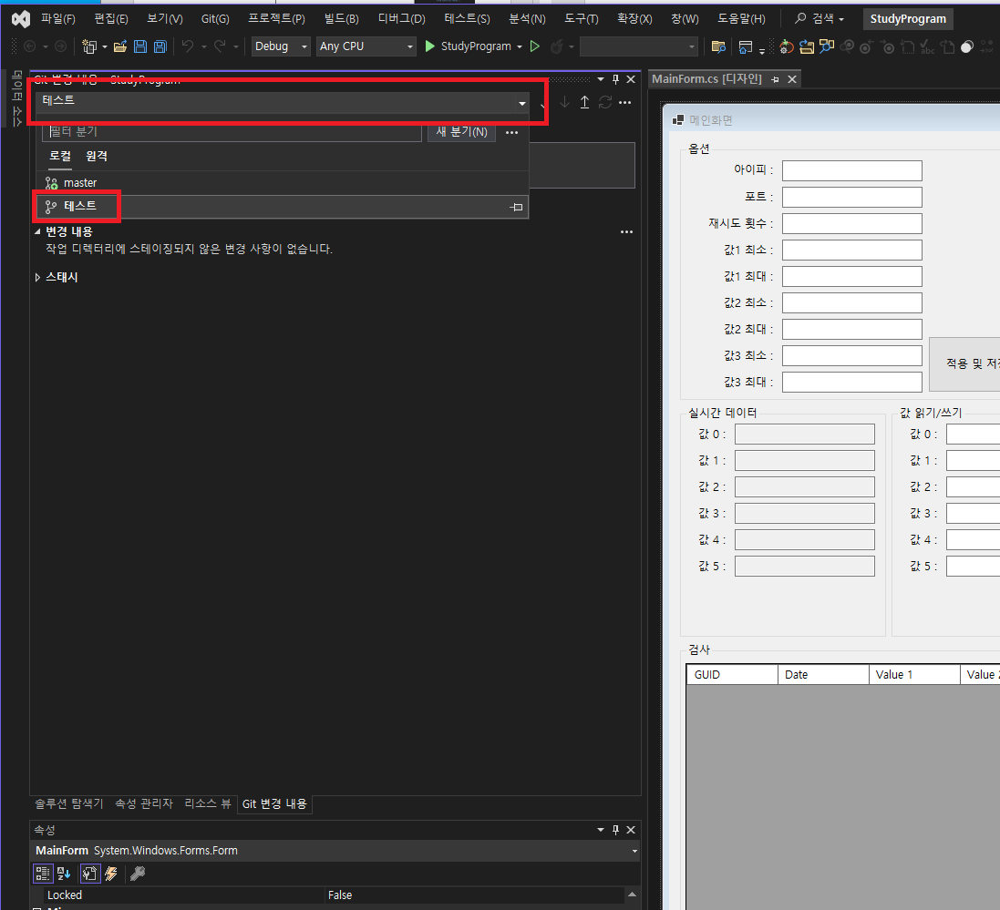 파일(F) 편집(E) 보기(V) Git(G) 프로젝트(P) 빌드(B) 디버그(D) 테스트(S) 분석(N) 도구(T) 확장(X) 창(W) 도움말(H) 검색 StudyProgram
Debug Any CPU StudyProgram
데이터 소스
Git 변경 내용 - StudyProgram
테스트
필터 분기 새 분기(N)
로컬 원격
master
테스트
변경 내용
작업 디렉터리에 스테이징되지 않은 변경 사항이 없습니다.
스태시
솔루션 탐색기 속성 관리자 리소스 뷰 Git 변경 내용
속성
MainForm System.Windows.Forms.Form
Locked False
MainForm.cs [디자인]
메인화면
옵션
아이피 :
포트 :
재시도 횟수 :
값1 최소 :
값1 최대 :
값2 최소 :
값2 최대 :
값3 최소 :
값3 최대 :
적용 및 저
실시간 데이터
값 0 :
값 1 :
값 2 :
값 3 :
값 4 :
값 5 :
값 읽기/쓰기
값 0 :
값 1 :
값 2 :
값 3 :
값 4 :
값 5 :
검사
GUID Date Value 1 Value